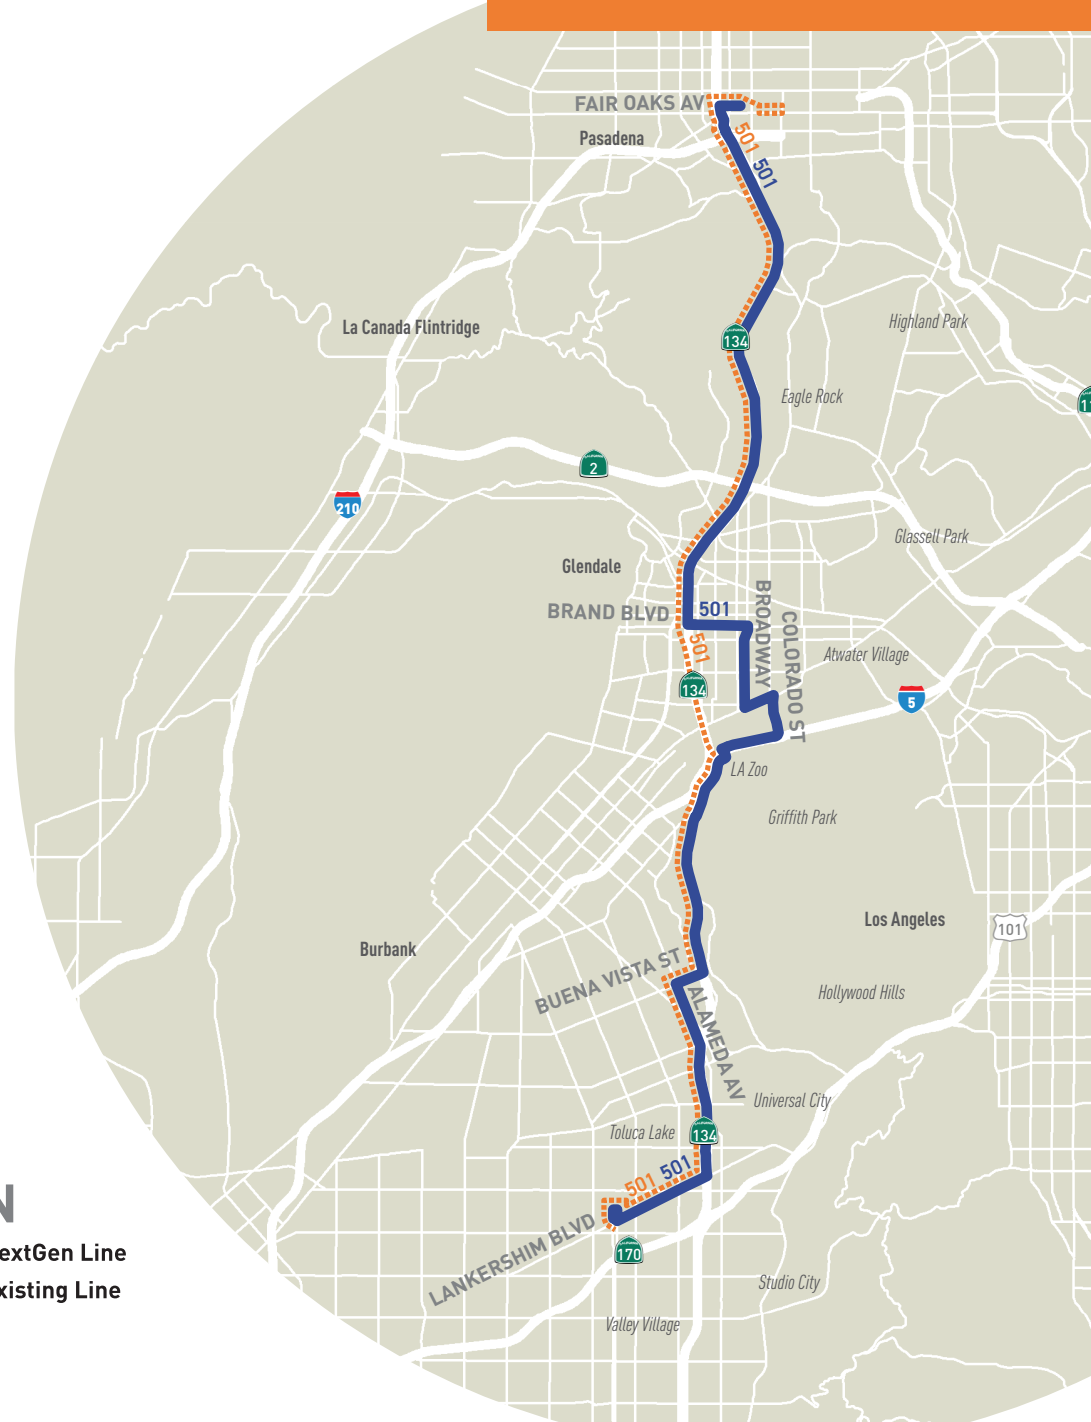 FAIR OAKS AV
Pasadena
501
501
La Canada Flintridge
Highland Park
134
Eagle Rock
2
210
Glassell Park
Glendale
BRAND BLVD
501
BROADWAY
COLORADO ST
501
Atwater Village
134
5
LA Zoo
Griffith Park
Los Angeles
101
Burbank
BUENA VISTA ST
Hollywood Hills
ALAMEDA AV
Universal City
Toluca Lake
134
501
501
LANKERSHIM BLVD
170
Studio City
Valley Village
N
extGen Line
xisting Line